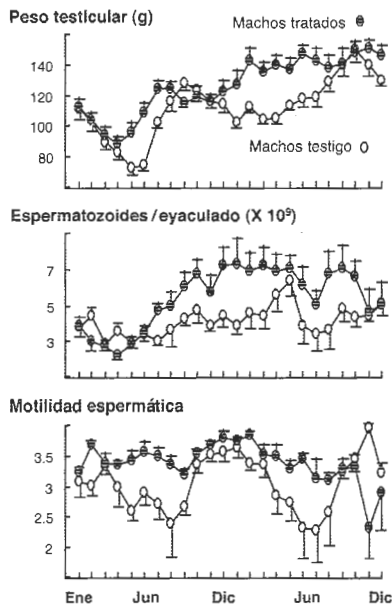 Peso testicular (g)
Machos tratados
140
120
100
80
Machos testigo
Espermatozoides/eyaculado (X 10⁹)
7
5
3
Motilidad espermática
3.5
3
2.5
2
Ene Jun Dic Jun Dic